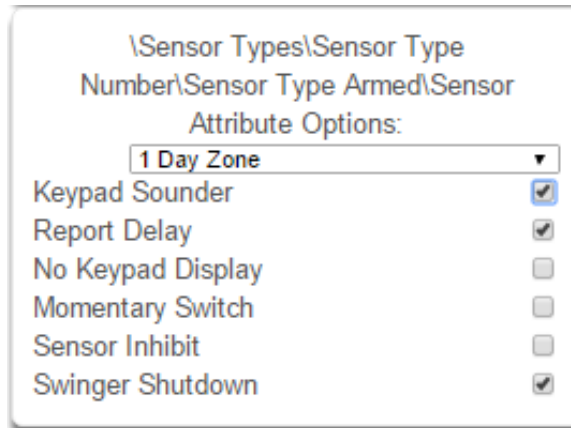 \Sensor Types\Sensor Type
Number\Sensor Type Armed\Sensor
Attribute Options:
1 Day Zone
Keypad Sounder
Report Delay
No Keypad Display
Momentary Switch
Sensor Inhibit
Swinger Shutdown